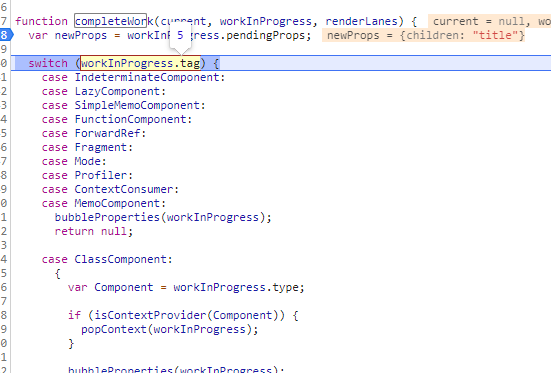 6
7 function completeWork(current, workInProgress, renderLanes) { current = null, wo
8 var newProps = workInP 5 gress.pendingProps; newProps = {children: "title"}
9
0 switch (workInProgress.tag) {
1 case IndeterminateComponent:
2 case LazyComponent:
3 case SimpleMemoComponent:
4 case FunctionComponent:
5 case ForwardRef:
6 case Fragment:
7 case Mode:
8 case Profiler:
9 case ContextConsumer:
0 case MemoComponent:
1 bubbleProperties(workInProgress);
2 return null;
3
4 case ClassComponent:
5 {
6 var Component = workInProgress.type;
7
8 if (isContextProvider(Component)) {
9 popContext(workInProgress);
0 }
1
2 bubbleProperties(workInProgress);